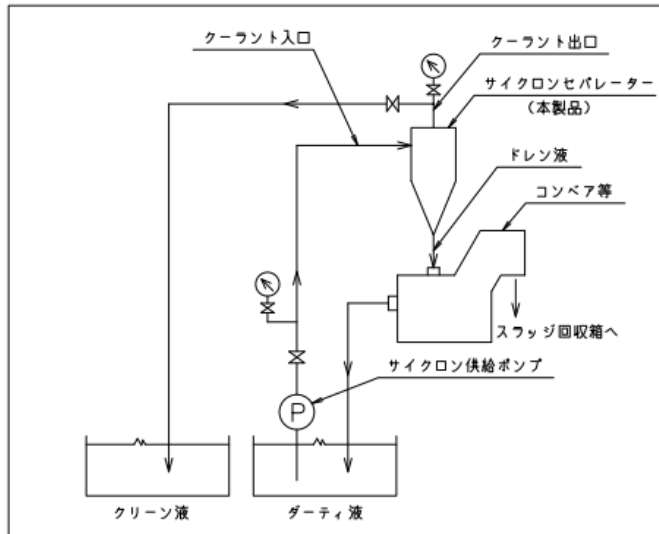 クーラント入口
クーラント出口
サイクロンセパレーター
(本製品)
ドレン液
コンベア等
スラッジ回収箱へ
サイクロン供給ポンプ
P
クリーン液
ダーティ液